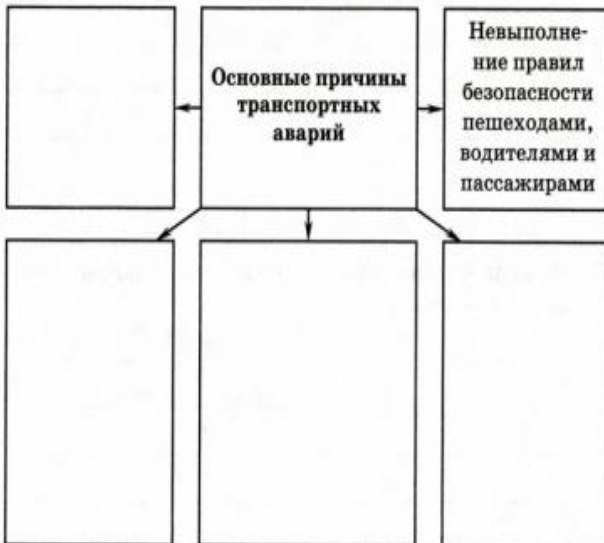 Основные причины
транспортных
аварий
Невыполне-
ние правил
безопасности
пешеходами,
водителями и
пассажирами